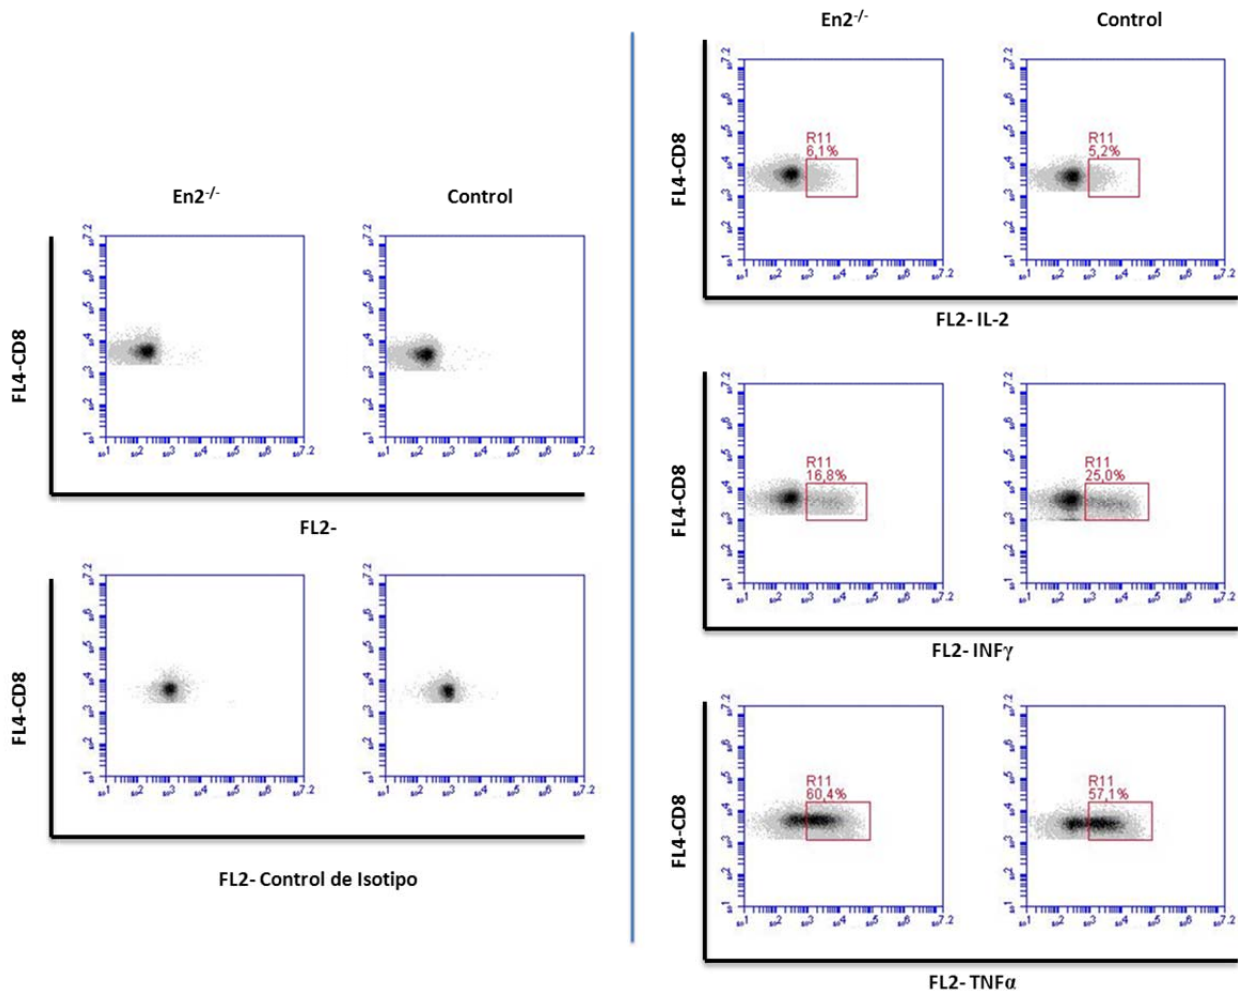 En2-/-
Control
FL4-CD8
FL2-
FL4-CD8
FL2- Control de Isotipo
En2-/-
Control
FL4-CD8
R11
6,1%
R11
5,2%
FL2- IL-2
FL4-CD8
R11
16,8%
R11
25,0%
FL2- INFγ
FL4-CD8
R11
60,4%
R11
57,1%
FL2- TNFα